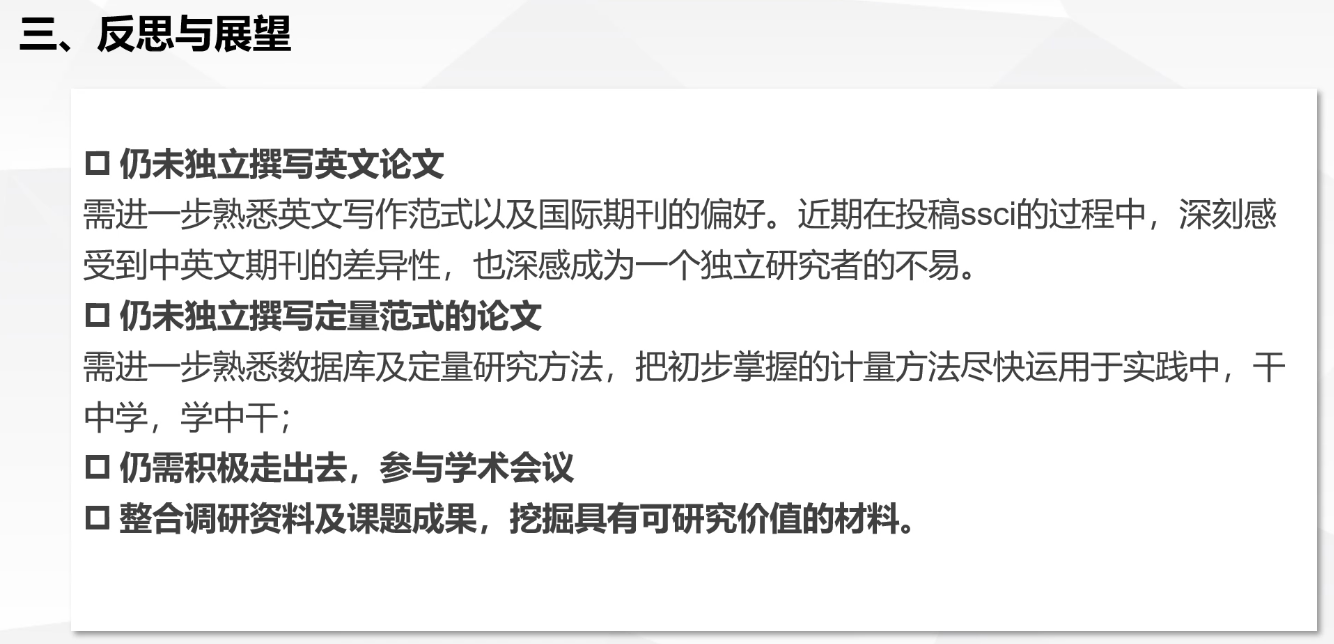 三、反思与展望
仍未独立撰写英文论文
需进一步熟悉英文写作范式以及国际期刊的偏好。近期在投稿ssci的过程中，深刻感
受到中英文期刊的差异性，也深感成为一个独立研究者的不易。
仍未独立撰写定量范式的论文
需进一步熟悉数据库及定量研究方法，把初步掌握的计量方法尽快运用于实践中，干
中学，学中干；
仍需积极走出去，参与学术会议
整合调研资料及课题成果，挖掘具有可研究价值的材料。